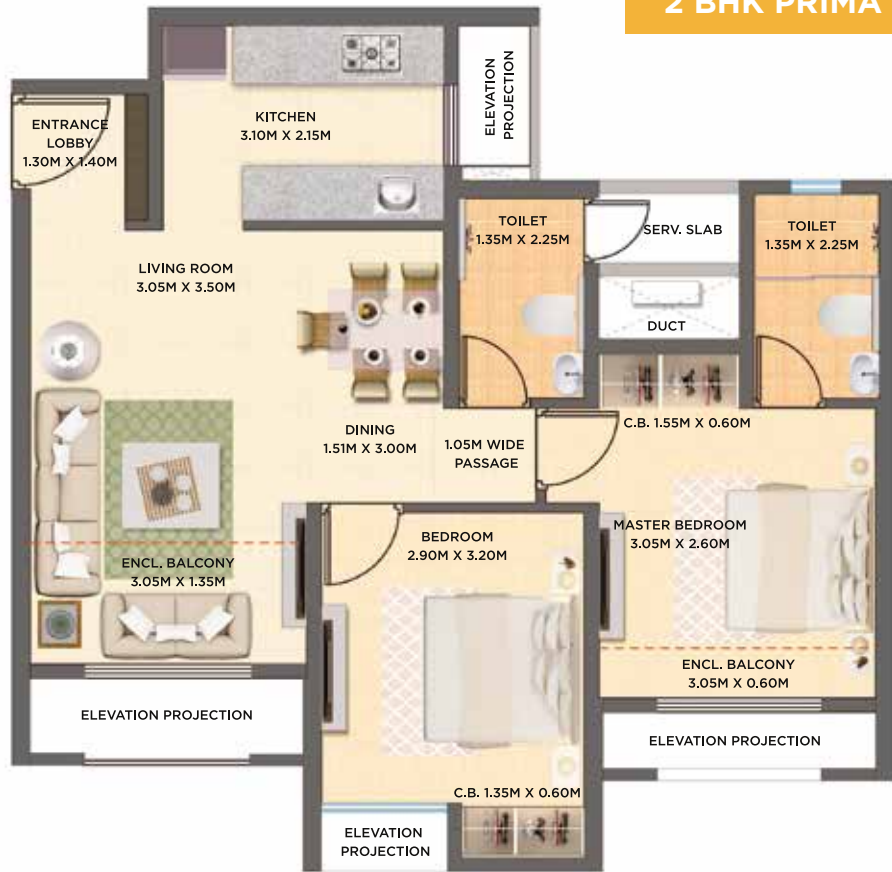 2 BHK PRIMA
ELEVATION
PROJECTION
KITCHEN
3.10M X 2.15M
ENTRANCE
LOBBY
1.30M X 1.40M
TOILET
1.35M X 2.25M
SERV. SLAB
TOILET
1.35M X 2.25M
LIVING ROOM
3.05M X 3.50M
DUCT
C.B. 1.55M X 0.60M
DINING
1.51M X 3.00M
1.05M WIDE
PASSAGE
BEDROOM
2.90M X 3.20M
MASTER BEDROOM
3.05M X 2.60M
ENCL. BALCONY
3.05M X 1.35M
ENCL. BALCONY
3.05M X 0.60M
ELEVATION PROJECTION
ELEVATION PROJECTION
C.B. 1.35M X 0.60M
ELEVATION
PROJECTION